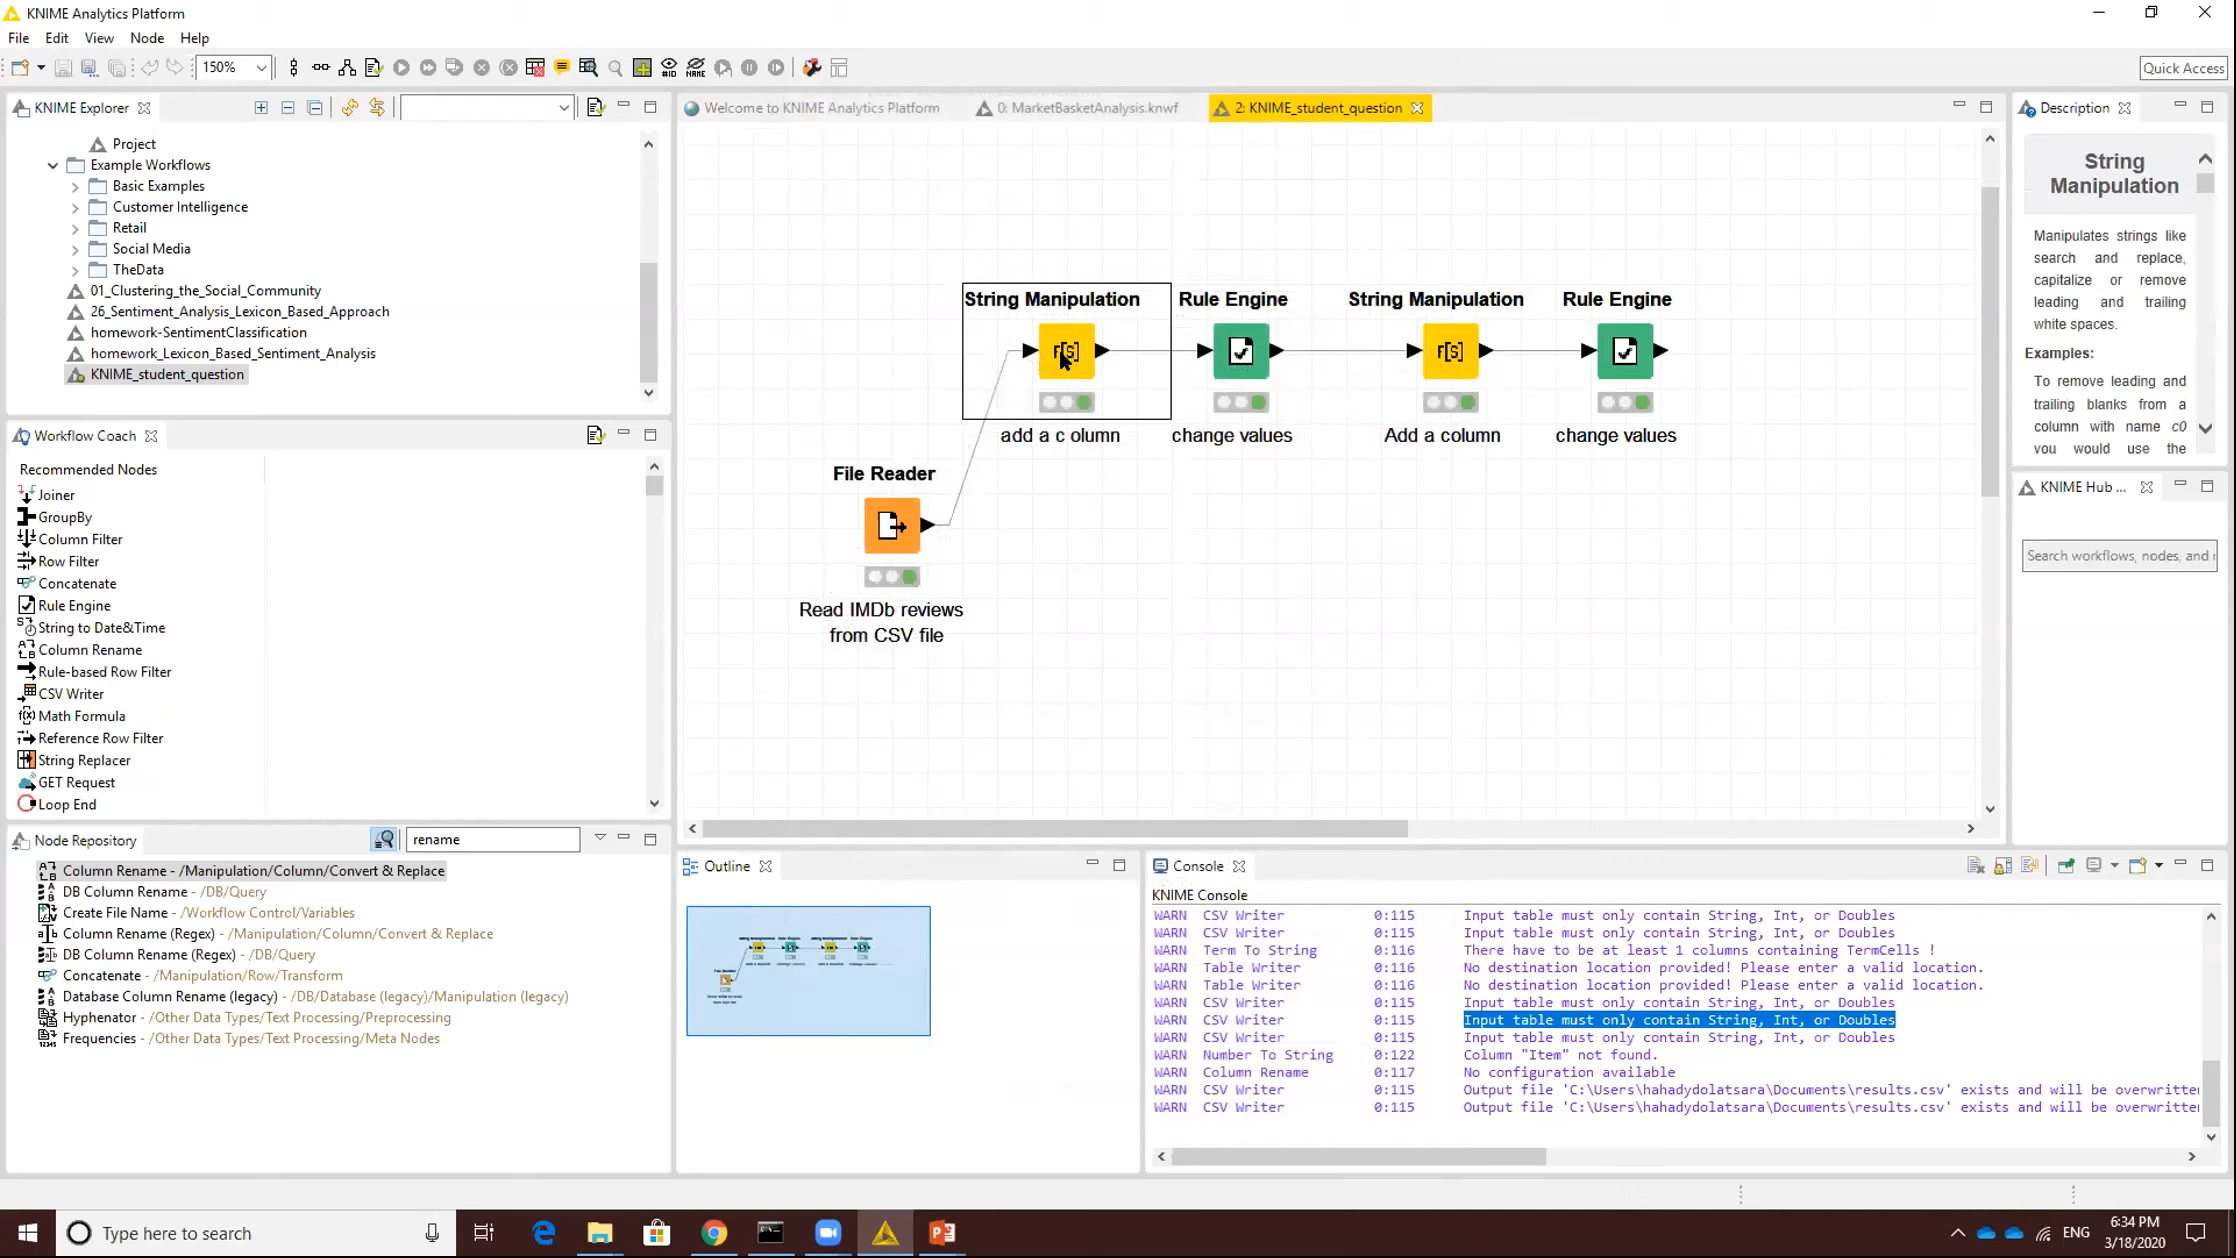 KNIME Analytics Platform
File Edit View Node Help
150%
Quick Access
KNIME Explorer
Project
Example Workflows
Basic Examples
Customer Intelligence
Retail
Social Media
TheData
01_Clustering_the_Social_Community
26_Sentiment_Analysis_Lexicon_Based_Approach
homework-SentimentClassification
homework_Lexicon_Based_Sentiment_Analysis
KNIME_student_question
Workflow Coach
Recommended Nodes
Joiner
GroupBy
Column Filter
Row Filter
Concatenate
Rule Engine
String to Date&Time
Column Rename
Rule-based Row Filter
CSV Writer
Math Formula
Reference Row Filter
String Replacer
GET Request
Loop End
Node Repository
rename
Column Rename - /Manipulation/Column/Convert & Replace
DB Column Rename - /DB/Query
Create File Name - /Workflow Control/Variables
Column Rename (Regex) - /Manipulation/Column/Convert & Replace
DB Column Rename (Regex) - /DB/Query
Concatenate - /Manipulation/Row/Transform
Database Column Rename (legacy) - /DB/Database (legacy)/Manipulation (legacy)
Hyphenator - /Other Data Types/Text Processing/Preprocessing
Frequencies - /Other Data Types/Text Processing/Meta Nodes
Welcome to KNIME Analytics Platform
0: MarketBasketAnalysis.knwf
2: KNIME_student_question
String Manipulation
Rule Engine
String Manipulation
Rule Engine
add a c olumn
change values
Add a column
change values
File Reader
Read IMDb reviews
from CSV file
Description
String
Manipulation
Manipulates strings like
search and replace,
capitalize or remove
leading and trailing
white spaces.
Examples:
To remove leading and
trailing blanks from a
column with name c0
you would use the
KNIME Hub ...
Search workflows, nodes, and
Outline
Console
KNIME Console
WARN CSV Writer 0:115 Input table must only contain String, Int, or Doubles
WARN CSV Writer 0:115 Input table must only contain String, Int, or Doubles
WARN Term To String 0:116 There have to be at least 1 columns containing TermCells !
WARN Table Writer 0:116 No destination location provided! Please enter a valid location.
WARN Table Writer 0:116 No destination location provided! Please enter a valid location.
WARN CSV Writer 0:115 Input table must only contain String, Int, or Doubles
WARN CSV Writer 0:115 Input table must only contain String, Int, or Doubles
WARN CSV Writer 0:115 Input table must only contain String, Int, or Doubles
WARN Number To String 0:122 Column "Item" not found.
WARN Column Rename 0:117 No configuration available
WARN CSV Writer 0:115 Output file 'C:\Users\hahadydolatsara\Documents\results.csv' exists and will be overwritte
WARN CSV Writer 0:115 Output file 'C:\Users\hahadydolatsara\Documents\results.csv' exists and will be overwritte
Type here to search
ENG
6:34 PM
3/18/2020